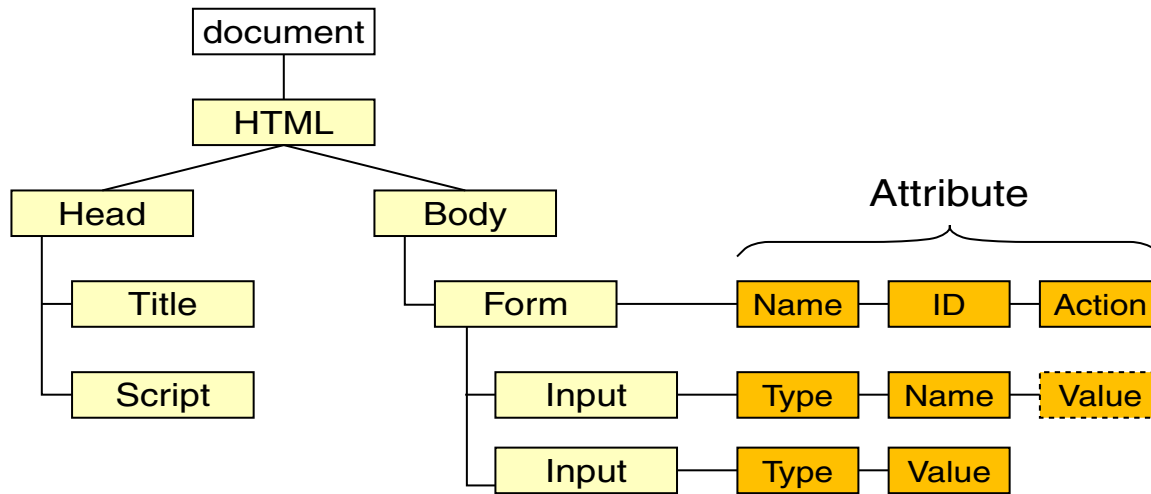 document
HTML
Head
Body
Attribute
Title
Form
Name
ID
Action
Script
Input
Type
Name
Value
Input
Type
Value